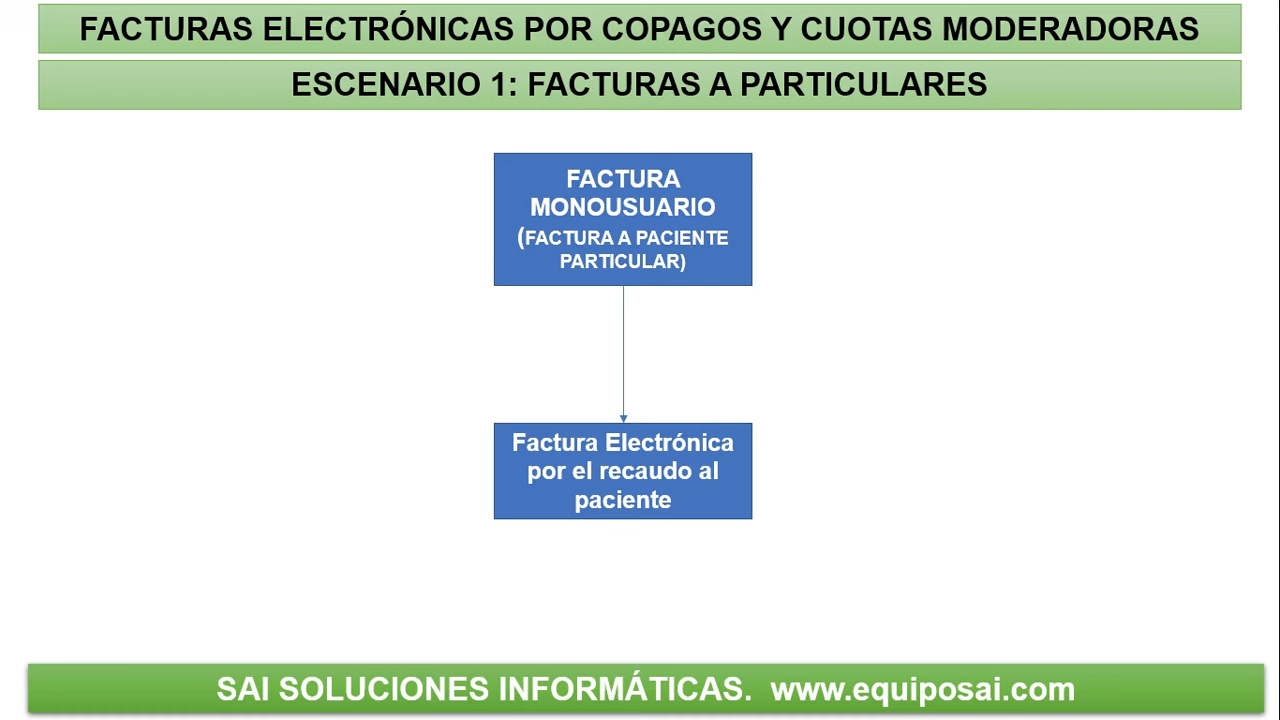 FACTURAS ELECTRÓNICAS POR COPAGOS Y CUOTAS MODERADORAS
ESCENARIO 1: FACTURAS A PARTICULARES
FACTURA
MONOUSUARIO
(FACTURA A PACIENTE
PARTICULAR)
Factura Electrónica
por el recaudo al
paciente
SAI SOLUCIONES INFORMÁTICAS.  www.equiposai.com